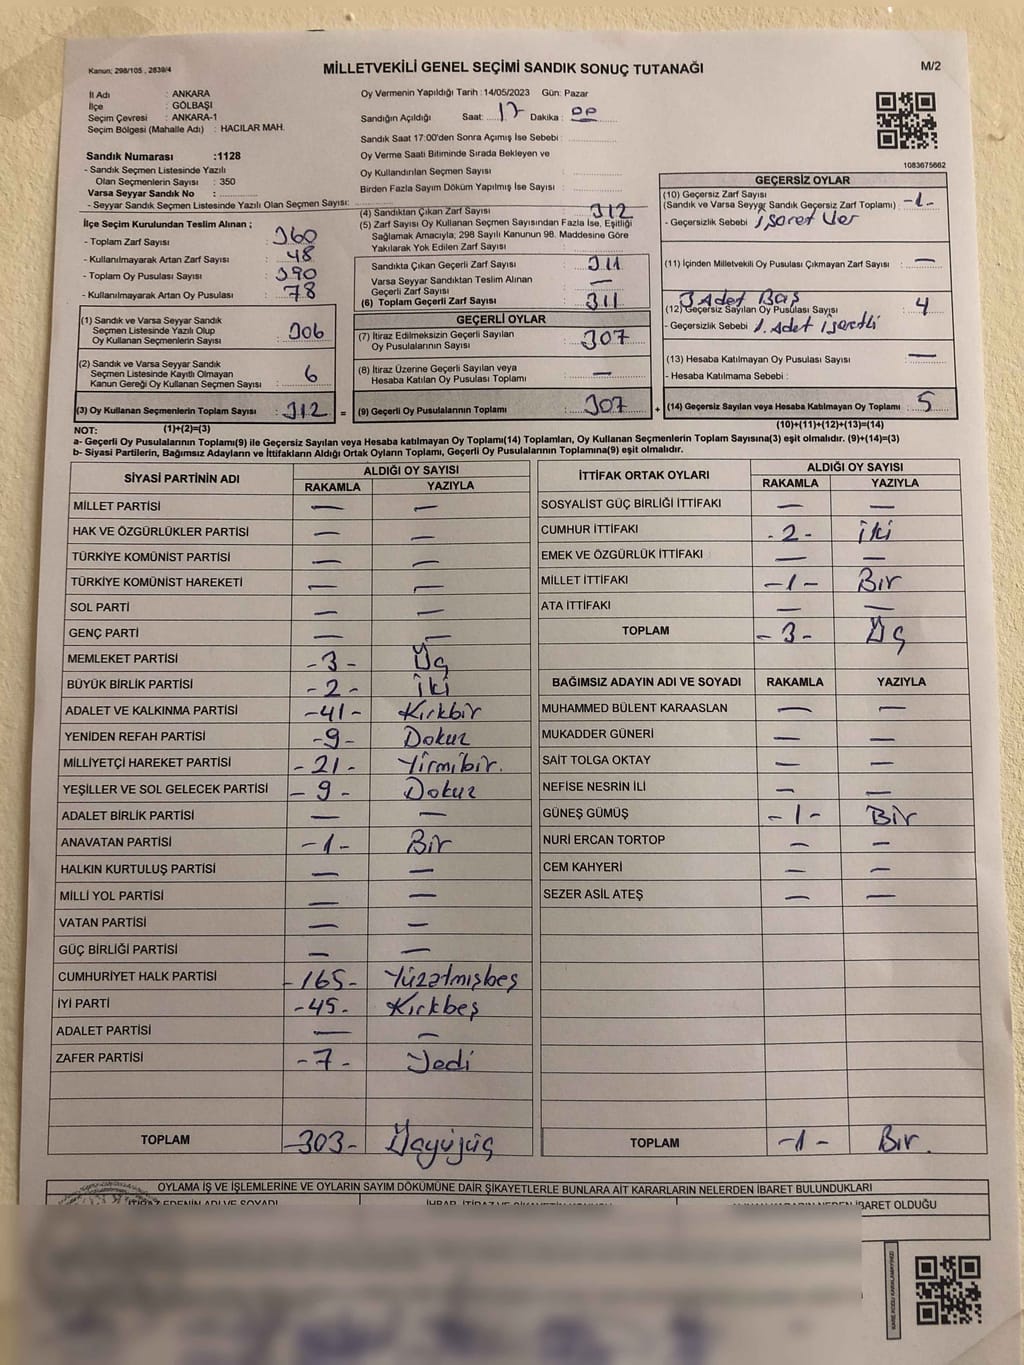 Kanun; 298/105 , 2839/4
MİLLETVEKİLİ GENEL SEÇİMİ SANDIK SONUÇ TUTANAĞI
M/2
İl Adı : ANKARA
İlçe : GÖLBAŞI
Seçim Çevresi : ANKARA-1
Seçim Bölgesi (Mahalle Adı) : HACILAR MAH.
Sandık Numarası :1128
- Sandık Seçmen Listesinde Yazılı
Olan Seçmenlerin Sayısı : 350
Varsa Seyyar Sandık No :
- Seyyar Sandık Seçmen Listesinde Yazılı Olan Seçmen Sayısı:
Oy Vermenin Yapıldığı Tarih :14/05/2023 Gün: Pazar
Sandığın Açıldığı Saat: 17 Dakika : 00
Sandık Saat 17:00'den Sonra Açımış İse Sebebi :
Oy Verme Saati Bitiminde Sırada Bekleyen ve
Oy Kullandırılan Seçmen Sayısı :
Birden Fazla Sayım Döküm Yapılmış İse Sayısı :
1083675662
İlçe Seçim Kurulundan Teslim Alınan ;
- Toplam Zarf Sayısı : 360
- Kullanılmayarak Artan Zarf Sayısı : 48
- Toplam Oy Pusulası Sayısı : 390
- Kullanılmayarak Artan Oy Pusulası : 78
(1) Sandık ve Varsa Seyyar Sandık
Seçmen Listesinde Yazılı Olup
Oy Kullanan Seçmenlerin Sayısı : 306
(2) Sandık ve Varsa Seyyar Sandık
Seçmen Listesinde Kayıtlı Olmayan
Kanun Gereği Oy Kullanan Seçmen Sayısı : 6
(3) Oy Kullanan Seçmenlerin Toplam Sayısı : 312 =
(4) Sandıktan Çıkan Zarf Sayısı : 312
(5) Zarf Sayısı Oy Kullanan Seçmen Sayısından Fazla İse, Eşitliği
Sağlamak Amacıyla, 298 Sayılı Kanunun 98. Maddesine Göre
Yakılarak Yok Edilen Zarf Sayısı :
Sandıkta Çıkan Geçerli Zarf Sayısı : 311
Varsa Seyyar Sandıktan Teslim Alınan
Geçerli Zarf Sayısı : —
(6) Toplam Geçerli Zarf Sayısı : 311
GEÇERLİ OYLAR
(7) İtiraz Edilmeksizin Geçerli Sayılan
Oy Pusulalarının Sayısı : 307
(8) İtiraz Üzerine Geçerli Sayılan veya
Hesaba Katılan Oy Pusulası Toplamı : —
(9) Geçerli Oy Pusulalarının Toplamı : 307 +
GEÇERSİZ OYLAR
(10) Geçersiz Zarf Sayısı
(Sandık ve Varsa Seyyar Sandık Geçersiz Zarf Toplamı) : -1-
- Geçersizlik Sebebi : işaret Var
(11) İçinden Milletvekili Oy Pusulası Çıkmayan Zarf Sayısı : —
3 Adet Boş
(12) Geçersiz Sayılan Oy Pusulası Sayısı : 4
- Geçersizlik Sebebi : 1. Adet işaretli
(13) Hesaba Katılmayan Oy Pusulası Sayısı : —
- Hesaba Katılmama Sebebi :
(14) Geçersiz Sayılan veya Hesaba Katılmayan Oy Toplamı : 5
NOT: (1)+(2)=(3)
(10)+(11)+(12)+(13)=(14)
a- Geçerli Oy Pusulalarının Toplamı(9) ile Geçersiz Sayılan veya Hesaba katılmayan Oy Toplamı(14) Toplamları, Oy Kullanan Seçmenlerin Toplam Sayısına(3) eşit olmalıdır. (9)+(14)=(3)
b- Siyasi Partilerin, Bağımsız Adayların ve İttifakların Aldığı Ortak Oyların Toplamı, Geçerli Oy Pusulalarının Toplamına(9) eşit olmalıdır.
SİYASİ PARTİNİN ADI
ALDIĞI OY SAYISI
RAKAMLA YAZIYLA
MİLLET PARTİSİ — —
HAK VE ÖZGÜRLÜKLER PARTİSİ — —
TÜRKİYE KOMÜNİST PARTİSİ — —
TÜRKİYE KOMÜNİST HAREKETİ — —
SOL PARTİ — —
GENÇ PARTİ — —
MEMLEKET PARTİSİ -3- Üç
BÜYÜK BİRLİK PARTİSİ -2- İki
ADALET VE KALKINMA PARTİSİ -41- Kırkbir
YENİDEN REFAH PARTİSİ -9- Dokuz
MİLLİYETÇİ HAREKET PARTİSİ -21- Yirmibir.
YEŞİLLER VE SOL GELECEK PARTİSİ -9- Dokuz
ADALET BİRLİK PARTİSİ — —
ANAVATAN PARTİSİ -1- Bir
HALKIN KURTULUŞ PARTİSİ — —
MİLLİ YOL PARTİSİ — —
VATAN PARTİSİ — —
GÜÇ BİRLİĞİ PARTİSİ — —
CUMHURİYET HALK PARTİSİ -165- Yüzatmışbeş
İYİ PARTİ -45- Kırkbeş
ADALET PARTİSİ — —
ZAFER PARTİSİ -7- Yedi
TOPLAM -303- Üçyüzüç
İTTİFAK ORTAK OYLARI
ALDIĞI OY SAYISI
RAKAMLA YAZIYLA
SOSYALİST GÜÇ BİRLİĞİ İTTİFAKI — —
CUMHUR İTTİFAKI -2- iki
EMEK VE ÖZGÜRLÜK İTTİFAKI — —
MİLLET İTTİFAKI -1- Bir
ATA İTTİFAKI — —
TOPLAM -3- Üç
BAĞIMSIZ ADAYIN ADI VE SOYADI RAKAMLA YAZIYLA
MUHAMMED BÜLENT KARAASLAN — —
MUKADDER GÜNERİ — —
SAİT TOLGA OKTAY — —
NEFİSE NESRİN İLİ — —
GÜNEŞ GÜMÜŞ -1- Bir
NURİ ERCAN TORTOP — —
CEM KAHYERİ — —
SEZER ASİL ATEŞ — —
TOPLAM -1- Bir.
OYLAMA İŞ VE İŞLEMLERİNE VE OYLARIN SAYIM DÖKÜMÜNE DAİR ŞİKAYETLERLE BUNLARA AİT KARARLARIN NELERDEN İBARET BULUNDUKLARI
İBARET OLDUĞU